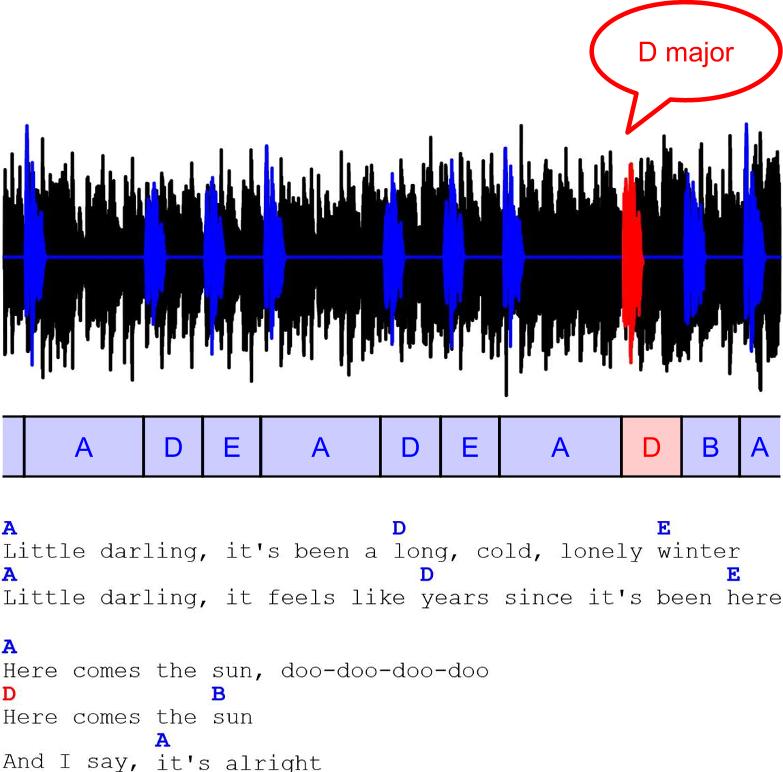 D major
A D E A D E A D B A
A D E
Little darling, it's been a long, cold, lonely winter
A D E
Little darling, it feels like years since it's been here
A
Here comes the sun, doo-doo-doo-doo
D B
Here comes the sun
A
And I say, it's alright